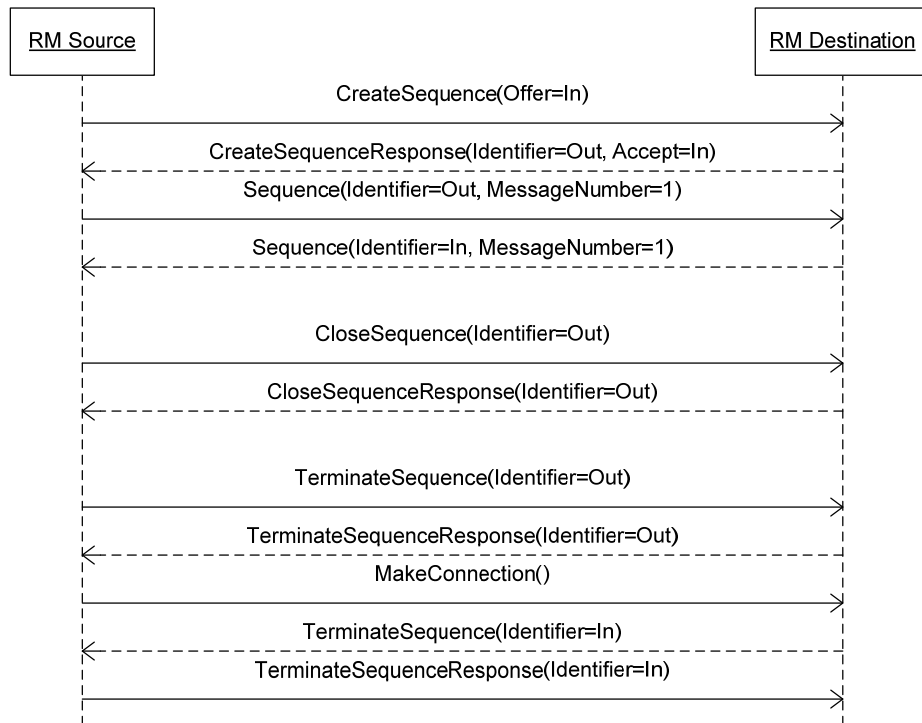 RM Source
RM Destination
CreateSequence(Offer=In)
CreateSequenceResponse(Identifier=Out, Accept=In)
Sequence(Identifier=Out, MessageNumber=1)
Sequence(Identifier=In, MessageNumber=1)
CloseSequence(Identifier=Out)
CloseSequenceResponse(Identifier=Out)
TerminateSequence(Identifier=Out)
TerminateSequenceResponse(Identifier=Out)
MakeConnection()
TerminateSequence(Identifier=In)
TerminateSequenceResponse(Identifier=In)